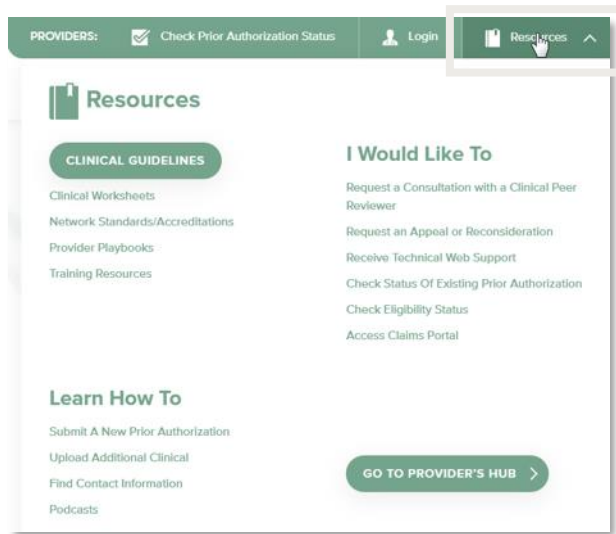 PROVIDERS:
Check Prior Authorization Status
Login
Resources
Resources
CLINICAL GUIDELINES
Clinical Worksheets
Network Standards/Accreditations
Provider Playbooks
Training Resources
I Would Like To
Request a Consultation with a Clinical Peer
Reviewer
Request an Appeal or Reconsideration
Receive Technical Web Support
Check Status Of Existing Prior Authorization
Check Eligibility Status
Access Claims Portal
Learn How To
Submit A New Prior Authorization
Upload Additional Clinical
Find Contact Information
Podcasts
GO TO PROVIDER'S HUB